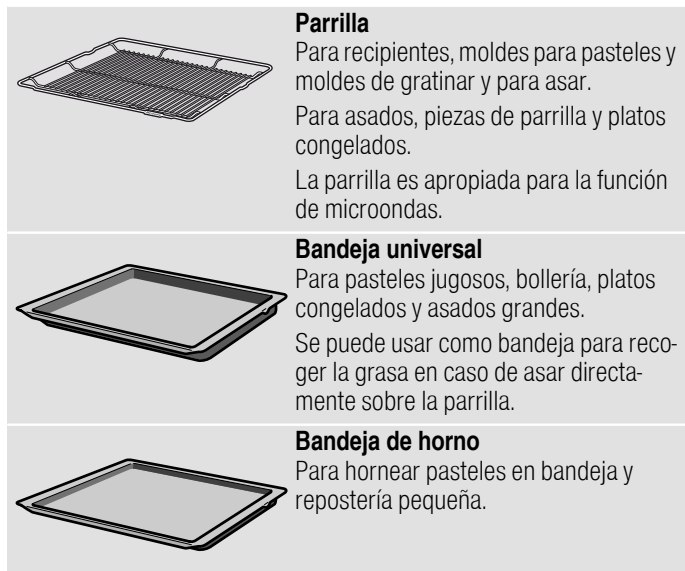 Parrilla
Para recipientes, moldes para pasteles y
moldes de gratinar y para asar.
Para asados, piezas de parrilla y platos
congelados.
La parrilla es apropiada para la función
de microondas.
Bandeja universal
Para pasteles jugosos, bollería, platos
congelados y asados grandes.
Se puede usar como bandeja para reco-
ger la grasa en caso de asar directa-
mente sobre la parrilla.
Bandeja de horno
Para hornear pasteles en bandeja y
repostería pequeña.